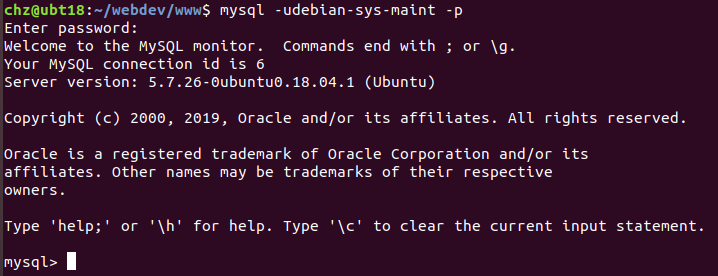 chz@ubt18:~/webdev/www$ mysql -udebian-sys-maint -p
Enter password:
Welcome to the MySQL monitor.  Commands end with ; or \g.
Your MySQL connection id is 6
Server version: 5.7.26-0ubuntu0.18.04.1 (Ubuntu)
Copyright (c) 2000, 2019, Oracle and/or its affiliates. All rights reserved.
Oracle is a registered trademark of Oracle Corporation and/or its
affiliates. Other names may be trademarks of their respective
owners.
Type 'help;' or '\h' for help. Type '\c' to clear the current input statement.
mysql>